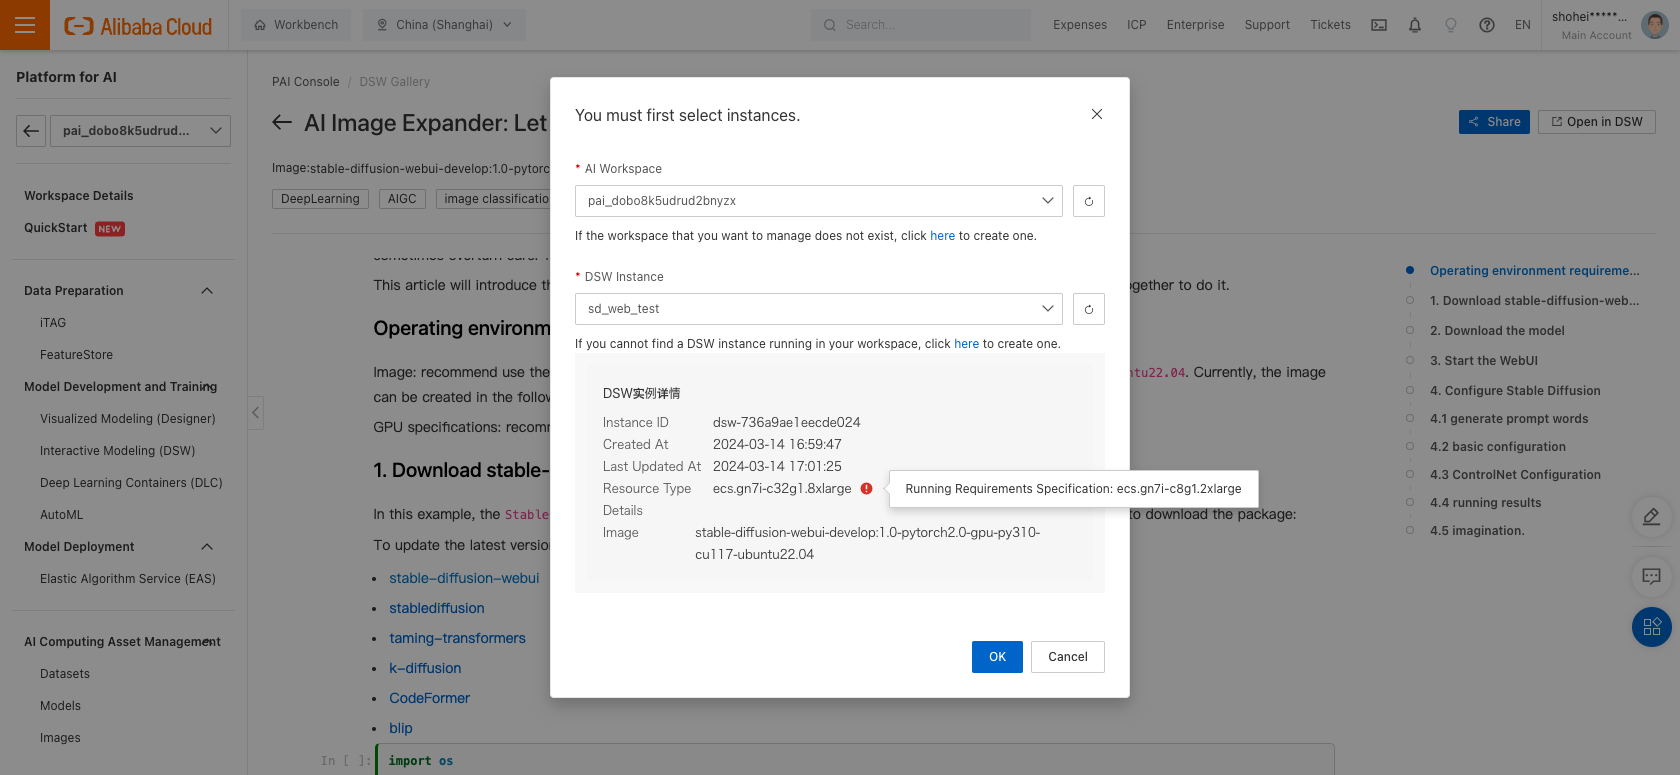 Alibaba Cloud
Workbench
China (Shanghai)
Search...
Expenses
ICP
Enterprise
Support
Tickets
EN
shohei*****...
Main Account
Platform for AI
pai_dobo8k5udrud...
Workspace Details
QuickStart NEW
Data Preparation
iTAG
FeatureStore
Model Development and Training
Visualized Modeling (Designer)
Interactive Modeling (DSW)
Deep Learning Containers (DLC)
AutoML
Model Deployment
Elastic Algorithm Service (EAS)
AI Computing Asset Management
Datasets
Models
Images
PAI Console / DSW Gallery
AI Image Expander: Let
Share
Open in DSW
Image:stable-diffusion-webui-develop:1.0-pytorc
DeepLearning
AIGC
image classificatio
This article will introduce th
ogether to do it.
Operating environm
Image: recommend use the
ntu22.04. Currently, the image
can be created in the follow
GPU specifications: recomm
1. Download stable-
In this example, the Stable
to download the package:
To update the latest version
• stable-diffusion-webui
• stablediffusion
• taming-transformers
• k-diffusion
• CodeFormer
• blip
In [ ]:
import os
You must first select instances.
* AI Workspace
pai_dobo8k5udrud2bnyzx
If the workspace that you want to manage does not exist, click here to create one.
* DSW Instance
sd_web_test
If you cannot find a DSW instance running in your workspace, click here to create one.
DSW实例详情
Instance ID dsw-736a9ae1eecde024
Created At 2024-03-14 16:59:47
Last Updated At 2024-03-14 17:01:25
Resource Type ecs.gn7i-c32g1.8xlarge
Running Requirements Specification: ecs.gn7i-c8g1.2xlarge
Details
Image stable-diffusion-webui-develop:1.0-pytorch2.0-gpu-py310-
cu117-ubuntu22.04
OK
Cancel
Operating environment requireme...
1. Download stable-diffusion-web...
2. Download the model
3. Start the WebUI
4. Configure Stable Diffusion
4.1 generate prompt words
4.2 basic configuration
4.3 ControlNet Configuration
4.4 running results
4.5 imagination.